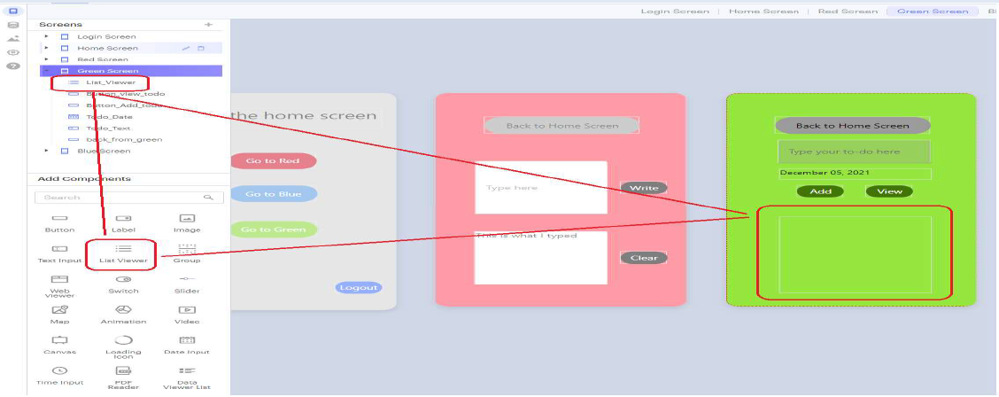 Login Screen | Home Screen | Red Screen | Green Screen
Screens +
Login Screen
Home Screen
Red Screen
Green Screen
List_Viewer
Button_view_todo
Button_Add_todo
Todo_Date
Todo_Text
back_from_green
Blue Screen
Add Components
Search
Button Label Image
Text Input List Viewer Group
Web Viewer Switch Slider
Map Animation Video
Canvas Loading Icon Date Input
Time Input PDF Reader Data Viewer List
the home screen
Go to Red
Go to Blue
Go to Green
Logout
Back to Home Screen
Type here
Write
This is what I typed
Clear
Back to Home Screen
Type your to-do here
December 05, 2021
Add View